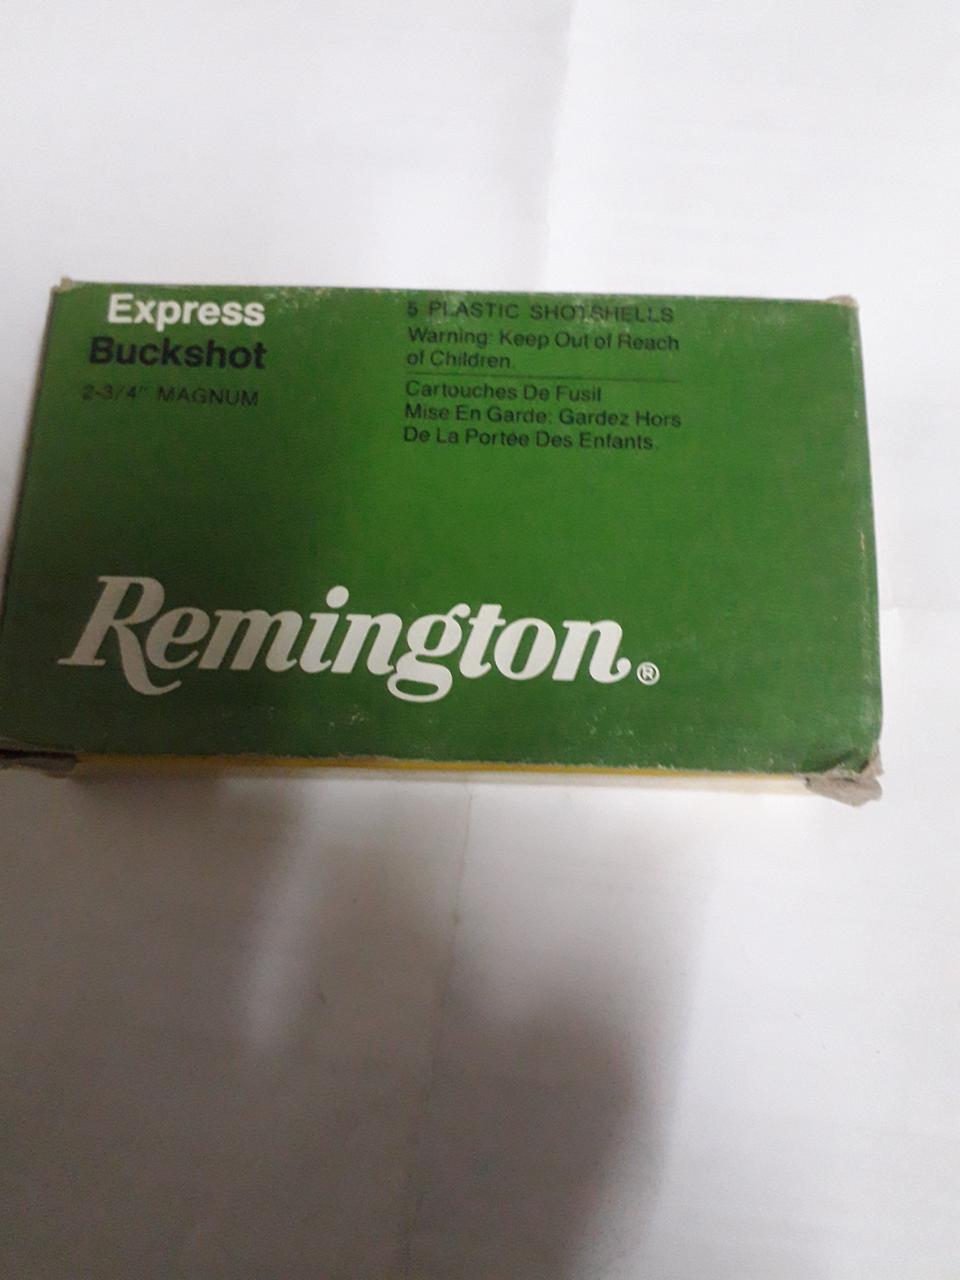 Express
Buckshot
2-3/4" MAGNUM
5 PLASTIC SHOTSHELLS
Warning: Keep Out of Reach
of Children.
Cartouches De Fusil
Mise En Garde: Gardez Hors
De La Portée Des Enfants.
Remington®